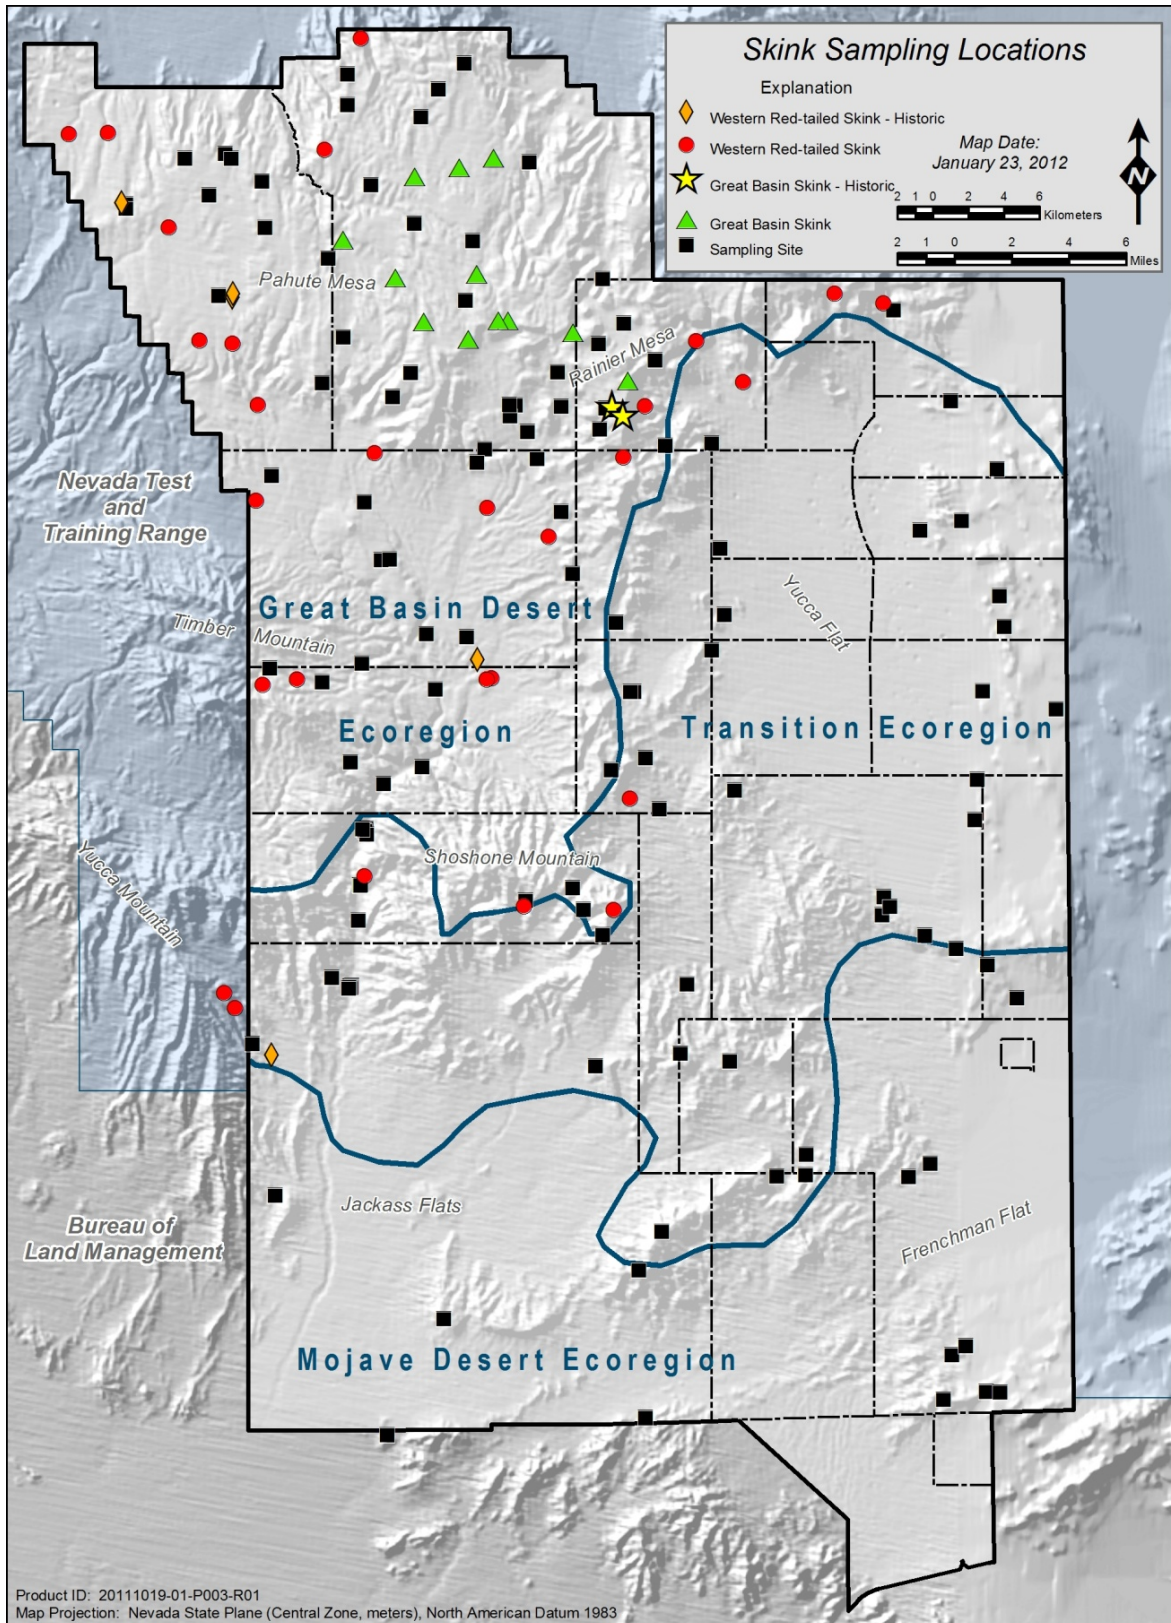 Skink Sampling Locations
Explanation
Western Red-tailed Skink - Historic
Western Red-tailed Skink
Great Basin Skink - Historic
Great Basin Skink
Sampling Site
Map Date:
January 23, 2012
N
2 1 0 2 4 6
Kilometers
2 1 0 2 4 6
Miles
Pahute Mesa
Rainier Mesa
Nevada Test
and
Training Range
Great Basin Desert
Timber Mountain
Yucca Flat
Ecoregion
Transition Ecoregion
Yucca Mountain
Shoshone Mountain
Jackass Flats
Bureau of
Land Management
Frenchman Flat
Mojave Desert Ecoregion
Product ID: 20111019-01-P003-R01
Map Projection: Nevada State Plane (Central Zone, meters), North American Datum 1983